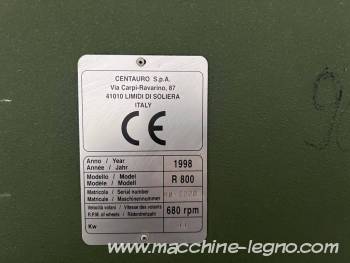 CENTAURO S.p.A.
Via Carpi-Ravarino, 87
41010 LIMIDI DI SOLIERA
ITALY
CE
Anno / Year
Année / Jahr
1998
Modello / Model
Modèle / Modell
R 800
Matricola / Serial number
Matricule / Maschinennummer
Velocità volani / Vitesse des volants
R.P.M. of wheels / Räderdrehzahl
680 rpm
Kw
www.macchine-legno.com